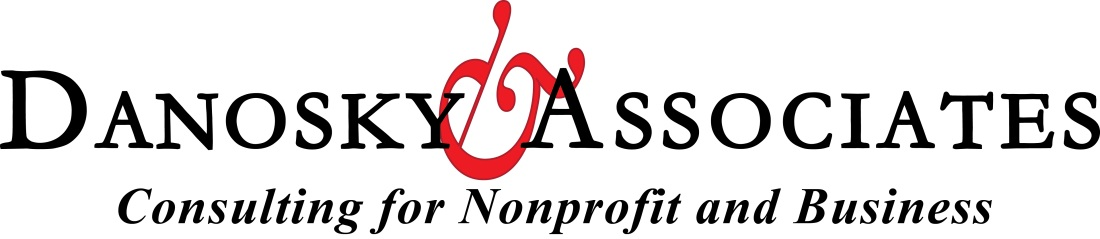 DANOSKY & ASSOCIATES
Consulting for Nonprofit and Business